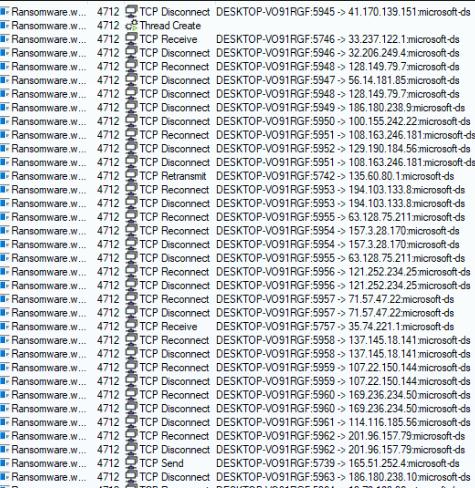 Ransomware.w... 4712 TCP Disconnect DESKTOP-VO91RGF:5945 -> 41.170.139.151:microsoft-ds
Ransomware.w... 4712 Thread Create
Ransomware.w... 4712 TCP Receive DESKTOP-VO91RGF:5746 -> 33.237.122.1:microsoft-ds
Ransomware.w... 4712 TCP Disconnect DESKTOP-VO91RGF:5946 -> 32.206.249.4:microsoft-ds
Ransomware.w... 4712 TCP Reconnect DESKTOP-VO91RGF:5948 -> 128.149.79.7:microsoft-ds
Ransomware.w... 4712 TCP Disconnect DESKTOP-VO91RGF:5947 -> 56.14.181.85:microsoft-ds
Ransomware.w... 4712 TCP Disconnect DESKTOP-VO91RGF:5948 -> 128.149.79.7:microsoft-ds
Ransomware.w... 4712 TCP Disconnect DESKTOP-VO91RGF:5949 -> 186.180.238.9:microsoft-ds
Ransomware.w... 4712 TCP Disconnect DESKTOP-VO91RGF:5950 -> 100.155.242.22:microsoft-ds
Ransomware.w... 4712 TCP Reconnect DESKTOP-VO91RGF:5951 -> 108.163.246.181:microsoft-ds
Ransomware.w... 4712 TCP Disconnect DESKTOP-VO91RGF:5952 -> 129.190.184.56:microsoft-ds
Ransomware.w... 4712 TCP Disconnect DESKTOP-VO91RGF:5951 -> 108.163.246.181:microsoft-ds
Ransomware.w... 4712 TCP Retransmit DESKTOP-VO91RGF:5742 -> 135.60.80.1:microsoft-ds
Ransomware.w... 4712 TCP Reconnect DESKTOP-VO91RGF:5953 -> 194.103.133.8:microsoft-ds
Ransomware.w... 4712 TCP Disconnect DESKTOP-VO91RGF:5953 -> 194.103.133.8:microsoft-ds
Ransomware.w... 4712 TCP Reconnect DESKTOP-VO91RGF:5955 -> 63.128.75.211:microsoft-ds
Ransomware.w... 4712 TCP Reconnect DESKTOP-VO91RGF:5954 -> 157.3.28.170:microsoft-ds
Ransomware.w... 4712 TCP Disconnect DESKTOP-VO91RGF:5954 -> 157.3.28.170:microsoft-ds
Ransomware.w... 4712 TCP Disconnect DESKTOP-VO91RGF:5955 -> 63.128.75.211:microsoft-ds
Ransomware.w... 4712 TCP Reconnect DESKTOP-VO91RGF:5956 -> 121.252.234.25:microsoft-ds
Ransomware.w... 4712 TCP Disconnect DESKTOP-VO91RGF:5956 -> 121.252.234.25:microsoft-ds
Ransomware.w... 4712 TCP Reconnect DESKTOP-VO91RGF:5957 -> 71.57.47.22:microsoft-ds
Ransomware.w... 4712 TCP Disconnect DESKTOP-VO91RGF:5957 -> 71.57.47.22:microsoft-ds
Ransomware.w... 4712 TCP Receive DESKTOP-VO91RGF:5757 -> 35.74.221.1:microsoft-ds
Ransomware.w... 4712 TCP Reconnect DESKTOP-VO91RGF:5958 -> 137.145.18.141:microsoft-ds
Ransomware.w... 4712 TCP Disconnect DESKTOP-VO91RGF:5958 -> 137.145.18.141:microsoft-ds
Ransomware.w... 4712 TCP Reconnect DESKTOP-VO91RGF:5959 -> 107.22.150.144:microsoft-ds
Ransomware.w... 4712 TCP Disconnect DESKTOP-VO91RGF:5959 -> 107.22.150.144:microsoft-ds
Ransomware.w... 4712 TCP Reconnect DESKTOP-VO91RGF:5960 -> 169.236.234.50:microsoft-ds
Ransomware.w... 4712 TCP Disconnect DESKTOP-VO91RGF:5960 -> 169.236.234.50:microsoft-ds
Ransomware.w... 4712 TCP Disconnect DESKTOP-VO91RGF:5961 -> 114.116.185.56:microsoft-ds
Ransomware.w... 4712 TCP Reconnect DESKTOP-VO91RGF:5962 -> 201.96.157.79:microsoft-ds
Ransomware.w... 4712 TCP Disconnect DESKTOP-VO91RGF:5962 -> 201.96.157.79:microsoft-ds
Ransomware.w... 4712 TCP Send DESKTOP-VO91RGF:5739 -> 165.51.252.4:microsoft-ds
Ransomware.w... 4712 TCP Disconnect DESKTOP-VO91RGF:5963 -> 186.180.238.10:microsoft-ds